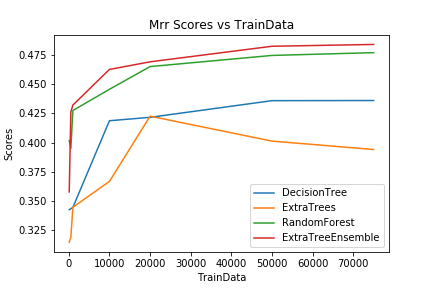 Mrr Scores vs TrainData
Scores
0.475
0.450
0.425
0.400
0.375
0.350
0.325
0
10000
20000
30000
40000
50000
60000
70000
TrainData
DecisionTree
ExtraTrees
RandomForest
ExtraTreeEnsemble